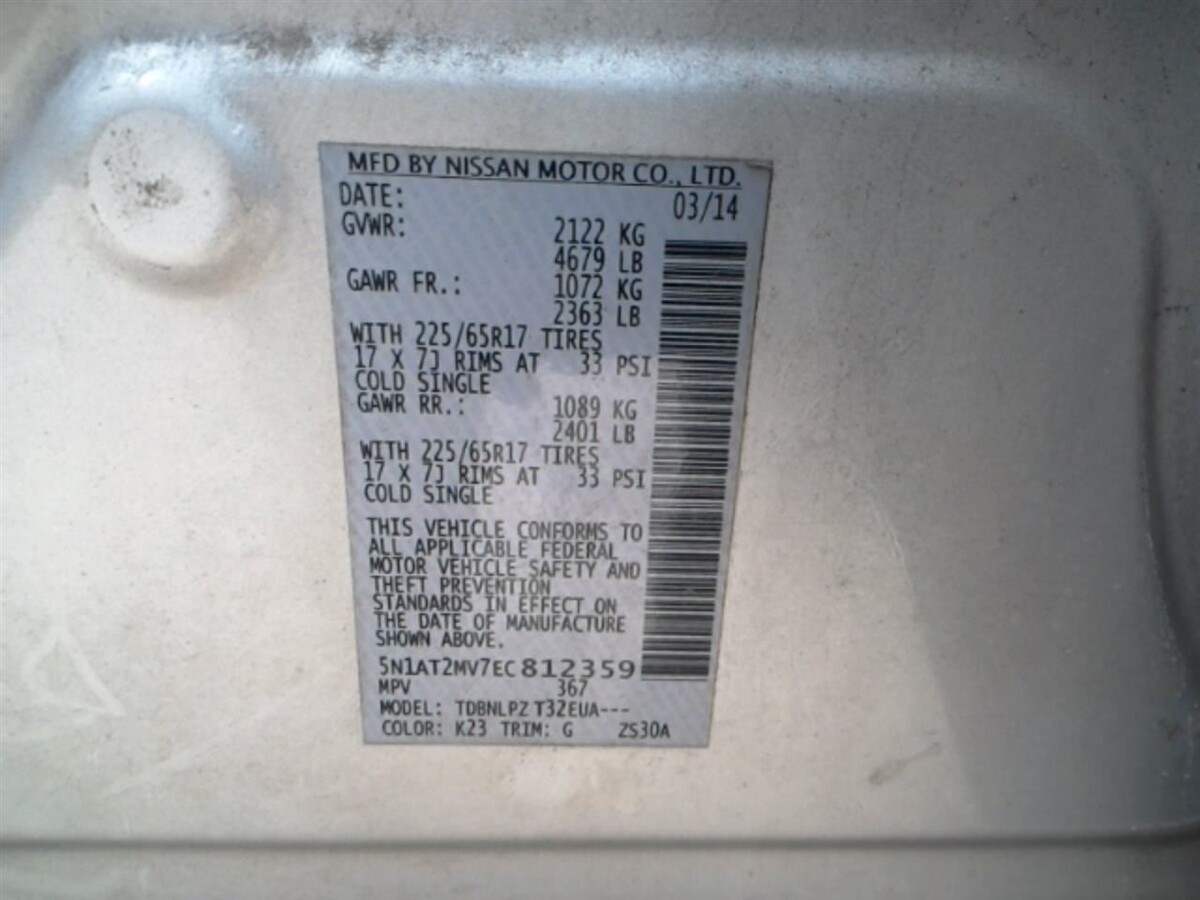 MFD BY NISSAN MOTOR CO., LTD.
DATE: 03/14
GVWR: 2122 KG
4679 LB
GAWR FR.: 1072 KG
2363 LB
WITH 225/65R17 TIRES
17 X 7J RIMS AT 33 PSI
COLD SINGLE
GAWR RR.: 1089 KG
2401 LB
WITH 225/65R17 TIRES
17 X 7J RIMS AT 33 PSI
COLD SINGLE
THIS VEHICLE CONFORMS TO
ALL APPLICABLE FEDERAL
MOTOR VEHICLE SAFETY AND
THEFT PREVENTION
STANDARDS IN EFFECT ON
THE DATE OF MANUFACTURE
SHOWN ABOVE.
5N1AT2MV7EC812359
MPV 367
MODEL: TDBNLPZ T32EUA---
COLOR: K23 TRIM: G ZS30A